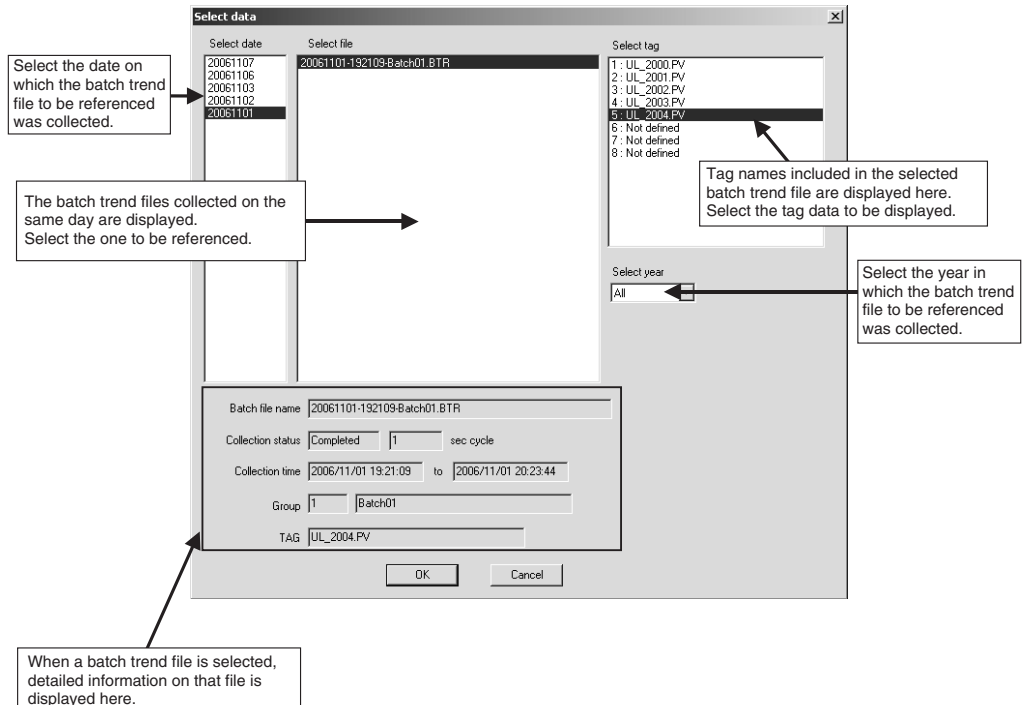 Select data
Select date
Select file
Select tag
20061107
20061106
20061103
20061102
20061101
20061101-192109-Batch01.BTR
1 : UL_2000.PV
2 : UL_2001.PV
3 : UL_2002.PV
4 : UL_2003.PV
5 : UL_2004.PV
6 : Not defined
7 : Not defined
8 : Not defined
Select the date on
which the batch trend
file to be referenced
was collected.
Tag names included in the selected
batch trend file are displayed here.
Select the tag data to be displayed.
The batch trend files collected on the
same day are displayed.
Select the one to be referenced.
Select year
All
Select the year in
which the batch trend
file to be referenced
was collected.
Batch file name 20061101-192109-Batch01.BTR
Collection status Completed 1 sec cycle
Collection time 2006/11/01 19:21:09 to 2006/11/01 20:23:44
Group 1 Batch01
TAG UL_2004.PV
OK Cancel
When a batch trend file is selected,
detailed information on that file is
displayed here.